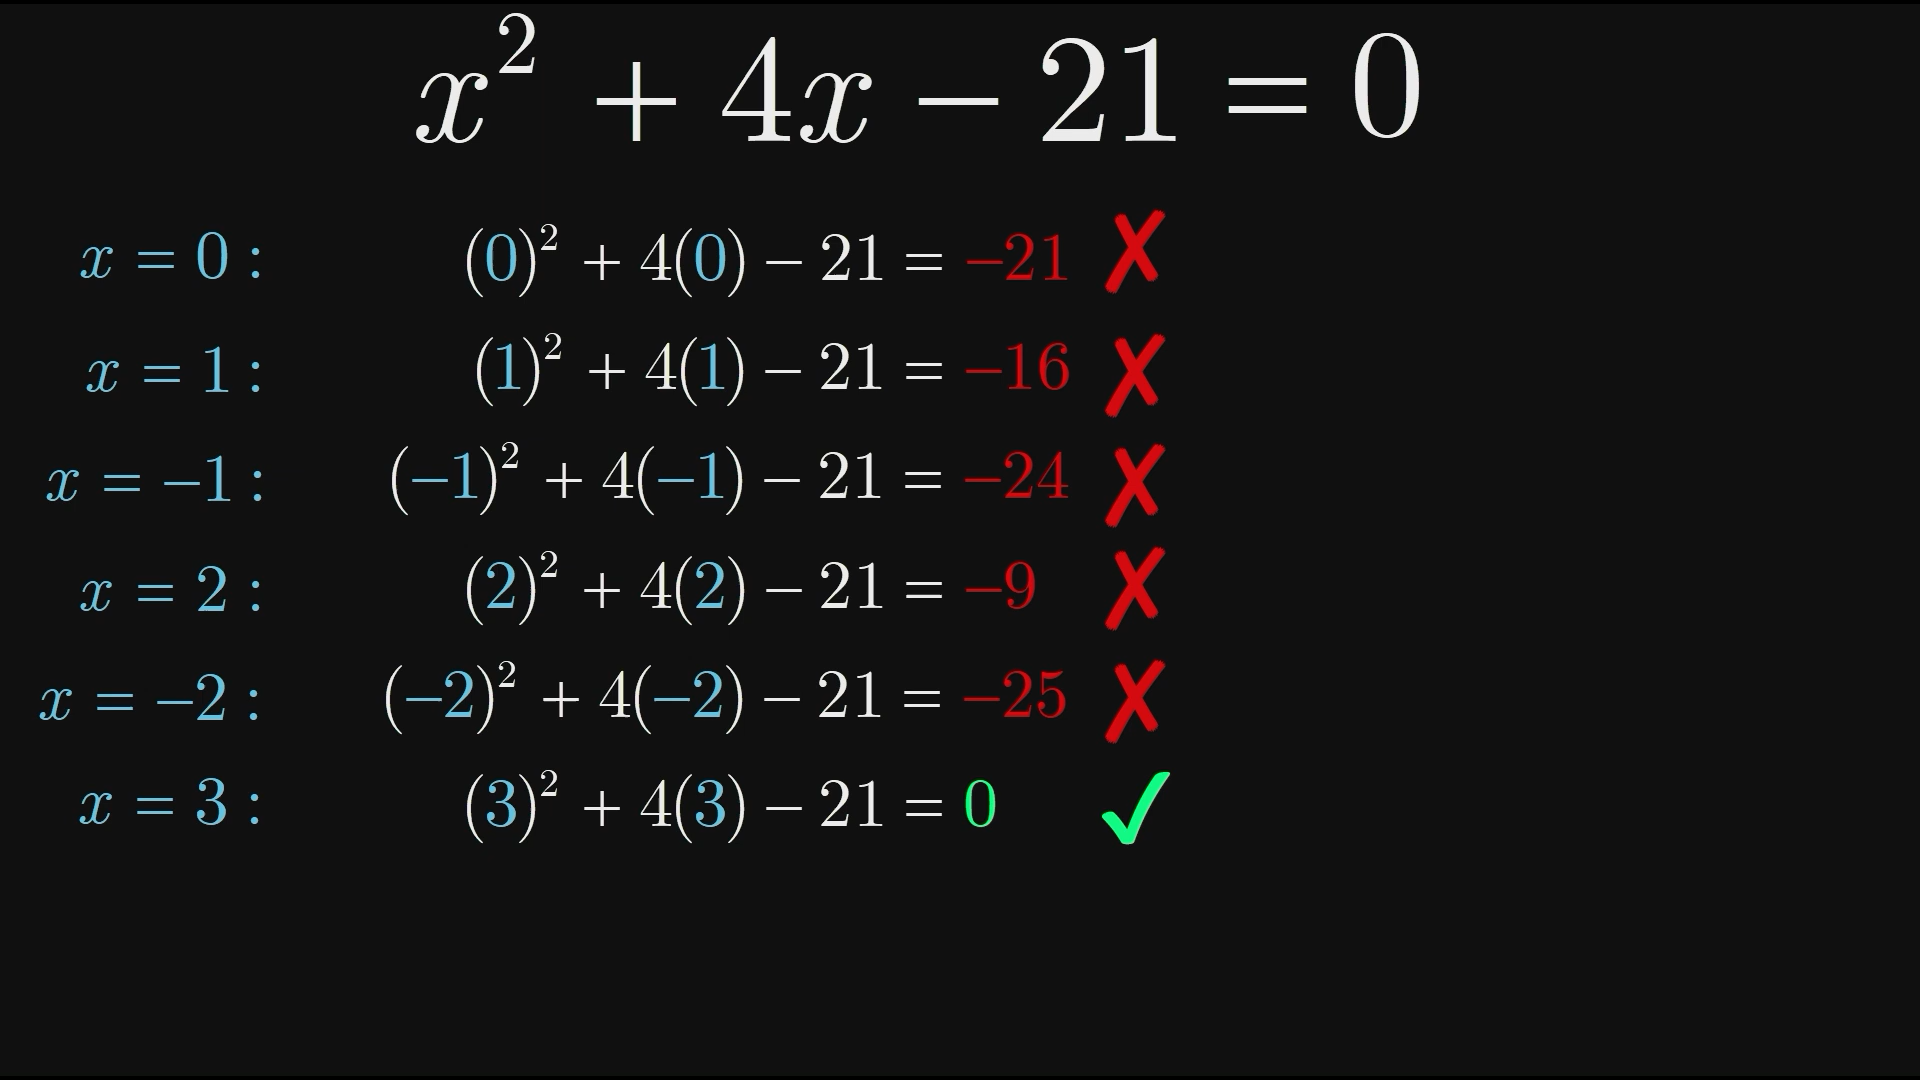 x² + 4x − 21 = 0
x = 0 : (0)² + 4(0) − 21 = −21 ✗
x = 1 : (1)² + 4(1) − 21 = −16 ✗
x = −1 : (−1)² + 4(−1) − 21 = −24 ✗
x = 2 : (2)² + 4(2) − 21 = −9 ✗
x = −2 : (−2)² + 4(−2) − 21 = −25 ✗
x = 3 : (3)² + 4(3) − 21 = 0 ✓